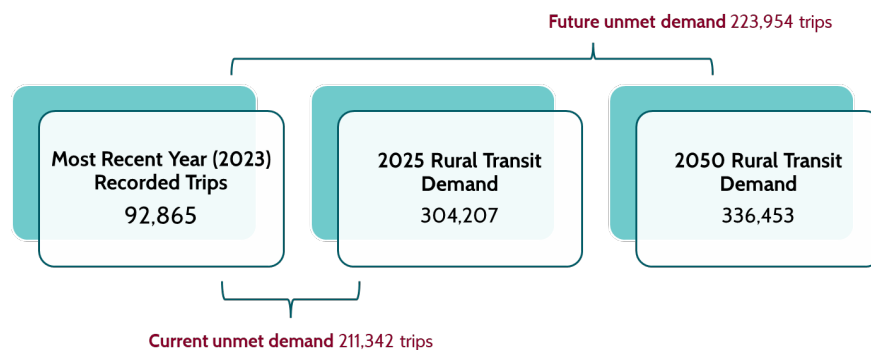 Future unmet demand 223,954 trips
Most Recent Year (2023)
Recorded Trips
92,865
2025 Rural Transit
Demand
304,207
2050 Rural Transit
Demand
336,453
Current unmet demand 211,342 trips